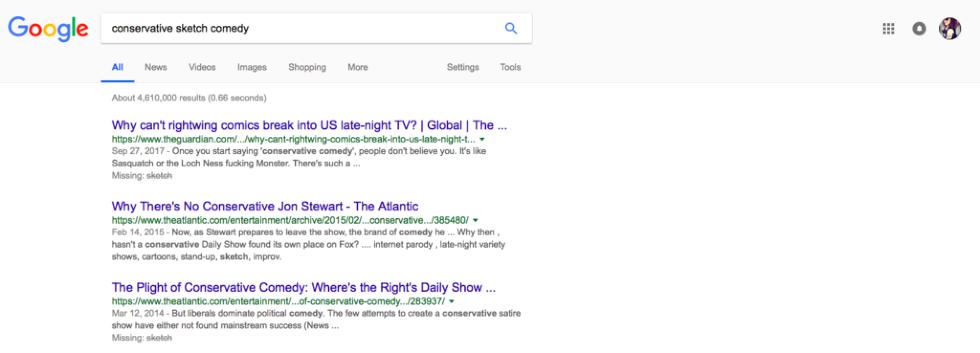 Google conservative sketch comedy
All News Videos Images Shopping More Settings Tools
About 4,610,000 results (0.66 seconds)
Why can't rightwing comics break into US late-night TV? | Global | The ...
https://www.theguardian.com/.../why-cant-rightwing-comics-break-into-us-late-night-t...
Sep 27, 2017 - Once you start saying 'conservative comedy', people don't believe you. It's like
Sasquatch or the Loch Ness fucking Monster. There's such a ...
Missing: sketch
Why There's No Conservative Jon Stewart - The Atlantic
https://www.theatlantic.com/entertainment/archive/2015/02/...conservative.../385480/
Feb 14, 2015 - Now, as Stewart prepares to leave the show, the brand of comedy he ... Why then ,
hasn't a conservative Daily Show found its own place on Fox? .... internet parody , late-night variety
shows, cartoons, stand-up, sketch, improv.
The Plight of Conservative Comedy: Where's the Right's Daily Show ...
https://www.theatlantic.com/entertainment/...of-conservative-comedy.../283937/
Mar 12, 2014 - But liberals dominate political comedy. The few attempts to create a conservative satire
show have either not found mainstream success (News ...
Missing: sketch